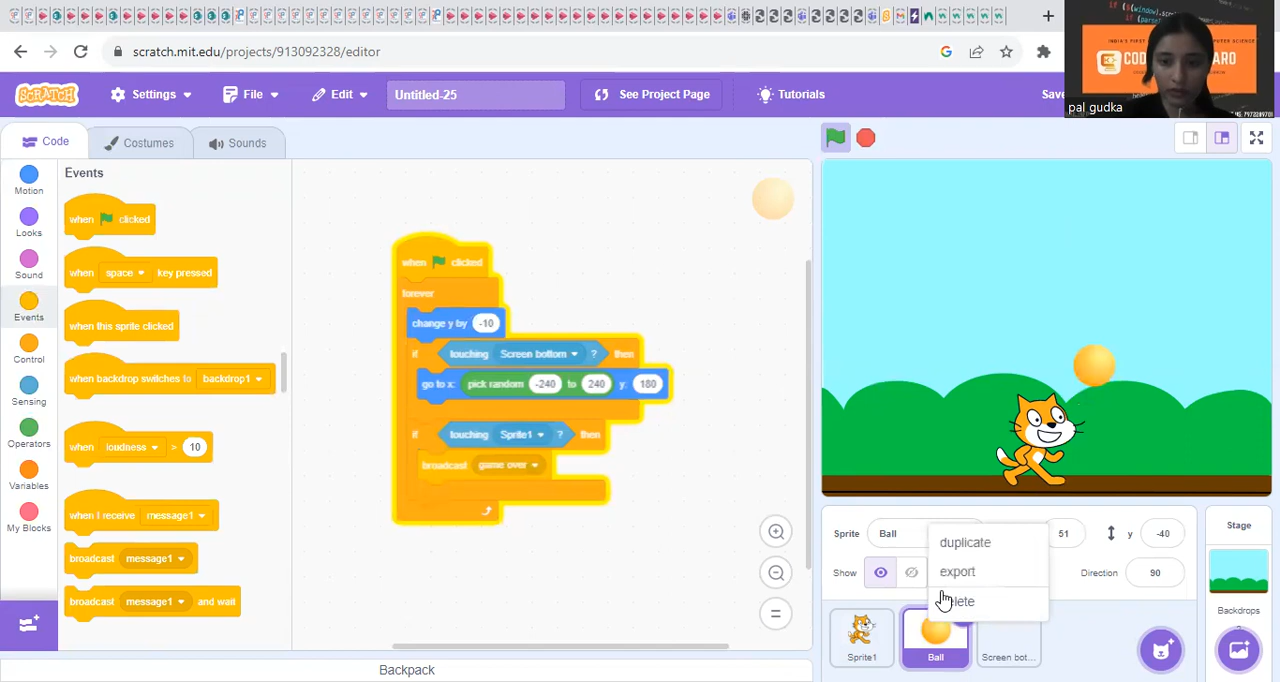 scratch.mit.edu/projects/913092328/editor
SCRATCH Settings File Edit Untitled-25 See Project Page Tutorials Save
INDIA'S FIRST
pal gudka
Code Costumes Sounds
Motion
Looks
Sound
Events
Control
Sensing
Operators
Variables
My Blocks
Events
when clicked
when space key pressed
when this sprite clicked
when backdrop switches to backdrop1
when loudness > 10
when I receive message1
broadcast message1
broadcast message1 and wait
when clicked
forever
change y by -10
if touching Screen bottom ? then
go to x: pick random -240 to 240 y: 180
if touching Sprite1 ? then
broadcast game over
Sprite Ball 51 y -40
Show Direction 90
duplicate
export
Sprite1 Ball Screen bot...
Stage
Backdrops
Backpack